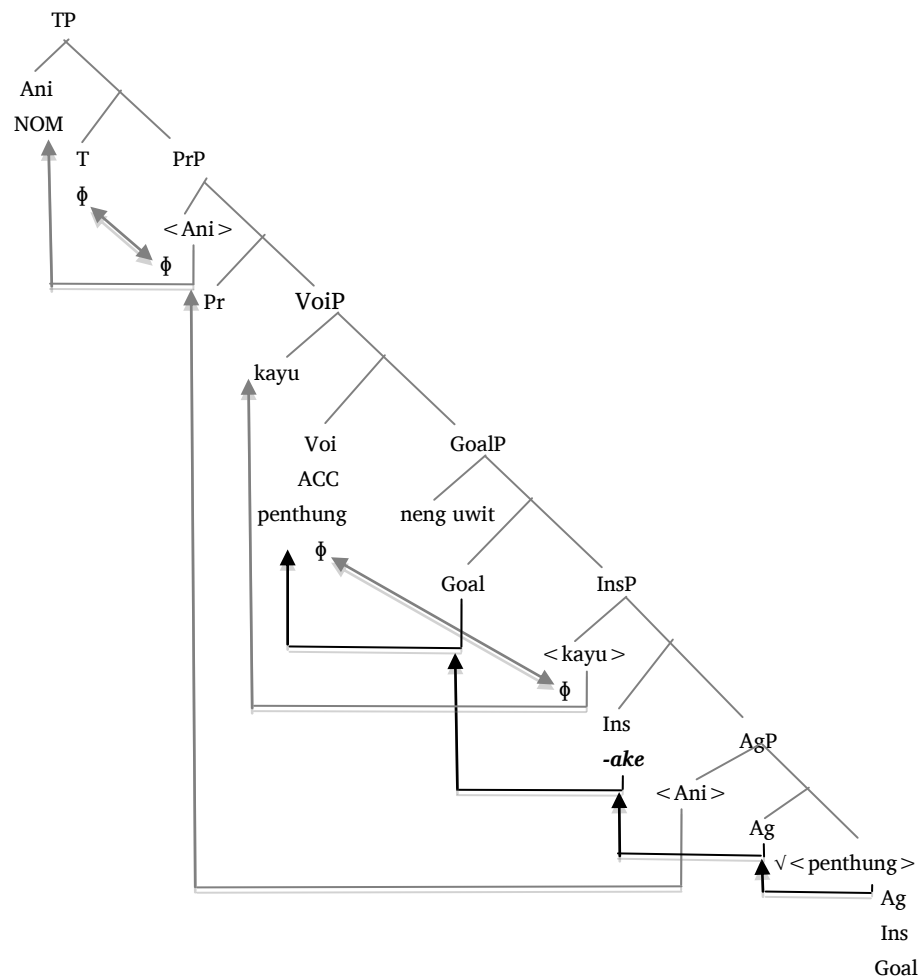 TP
Ani
NOM
T
PrP
ϕ
<Ani>
ϕ
Pr
VoiP
kayu
Voi
GoalP
ACC
penthung
neng uwit
ϕ
Goal
InsP
<kayu>
ϕ
Ins
AgP
-ake
<Ani>
Ag
√<penthung>
Ag
Ins
Goal